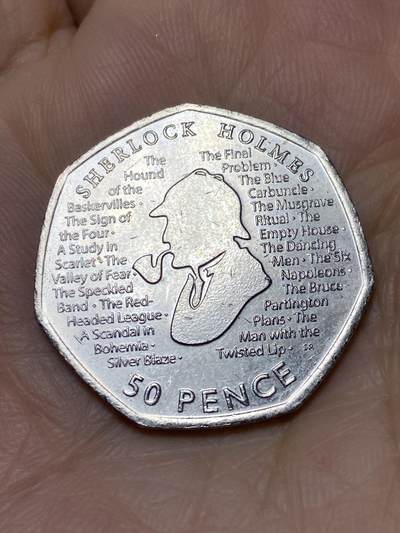 SHERLOCK HOLMES
The
Hound
of the
Baskervilles ·
The Sign of
the Four ·
A Study in
Scarlet · The
Valley of Fear ·
The Speckled
Band · The Red-
Headed League ·
A Scandal in
Bohemia ·
Silver Blaze ·
The Final
Problem ·
The Blue
Carbuncle ·
The Musgrave
Ritual · The
Empty House ·
The Dancing
Men · The Six
Napoleons ·
The Bruce
Partington
Plans · The
Man with the
Twisted Lip ·
SR
50 PENCE